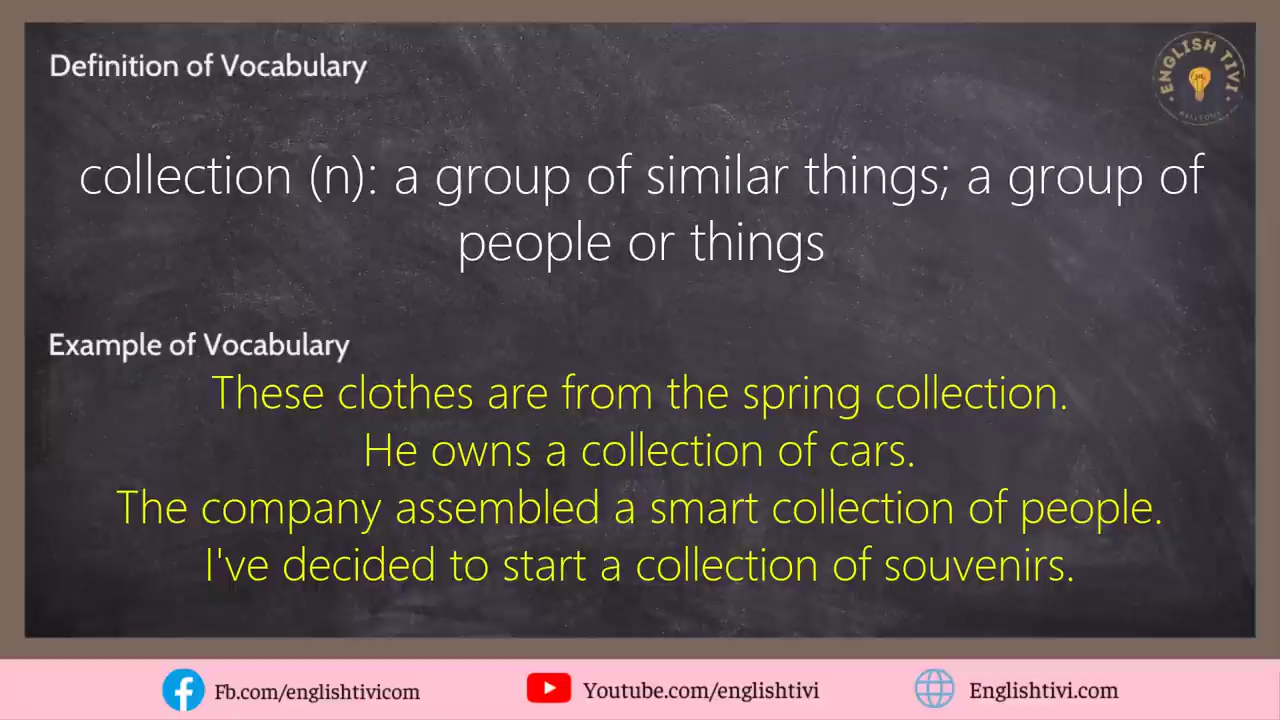 Definition of Vocabulary
ENGLISH TIVI
collection (n): a group of similar things; a group of
people or things
Example of Vocabulary
These clothes are from the spring collection.
He owns a collection of cars.
The company assembled a smart collection of people.
I've decided to start a collection of souvenirs.
Fb.com/englishtivicom
Youtube.com/englishtivi
Englishtivi.com